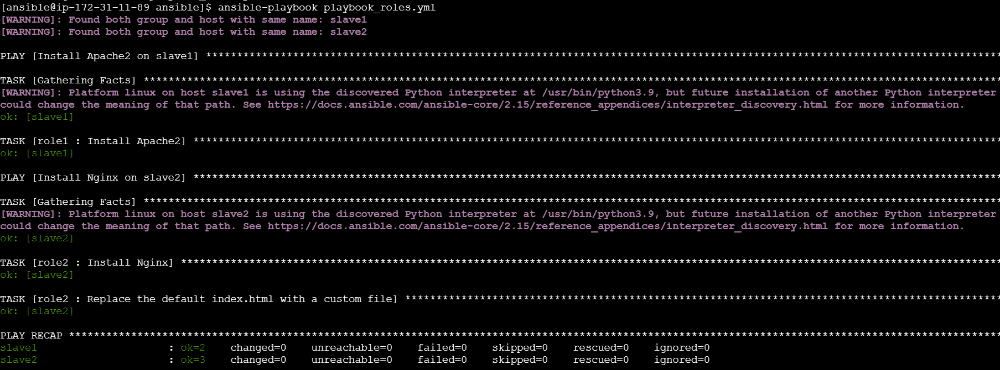 [ansible@ip-172-31-11-89 ansible]$ ansible-playbook playbook_roles.yml
[WARNING]: Found both group and host with same name: slave1
[WARNING]: Found both group and host with same name: slave2
PLAY [Install Apache2 on slave1] ********************************************************************************************************************************
TASK [Gathering Facts] ******************************************************************************************************************************************
[WARNING]: Platform linux on host slave1 is using the discovered Python interpreter at /usr/bin/python3.9, but future installation of another Python interpreter
could change the meaning of that path. See https://docs.ansible.com/ansible-core/2.15/reference_appendices/interpreter_discovery.html for more information.
ok: [slave1]
TASK [role1 : Install Apache2] **********************************************************************************************************************************
ok: [slave1]
PLAY [Install Nginx on slave2] **********************************************************************************************************************************
TASK [Gathering Facts] ******************************************************************************************************************************************
[WARNING]: Platform linux on host slave2 is using the discovered Python interpreter at /usr/bin/python3.9, but future installation of another Python interpreter
could change the meaning of that path. See https://docs.ansible.com/ansible-core/2.15/reference_appendices/interpreter_discovery.html for more information.
ok: [slave2]
TASK [role2 : Install Nginx] ************************************************************************************************************************************
ok: [slave2]
TASK [role2 : Replace the default index.html with a custom file] ************************************************************************************************
ok: [slave2]
PLAY RECAP ******************************************************************************************************************************************************
slave1                     : ok=2    changed=0    unreachable=0    failed=0    skipped=0    rescued=0    ignored=0
slave2                     : ok=3    changed=0    unreachable=0    failed=0    skipped=0    rescued=0    ignored=0